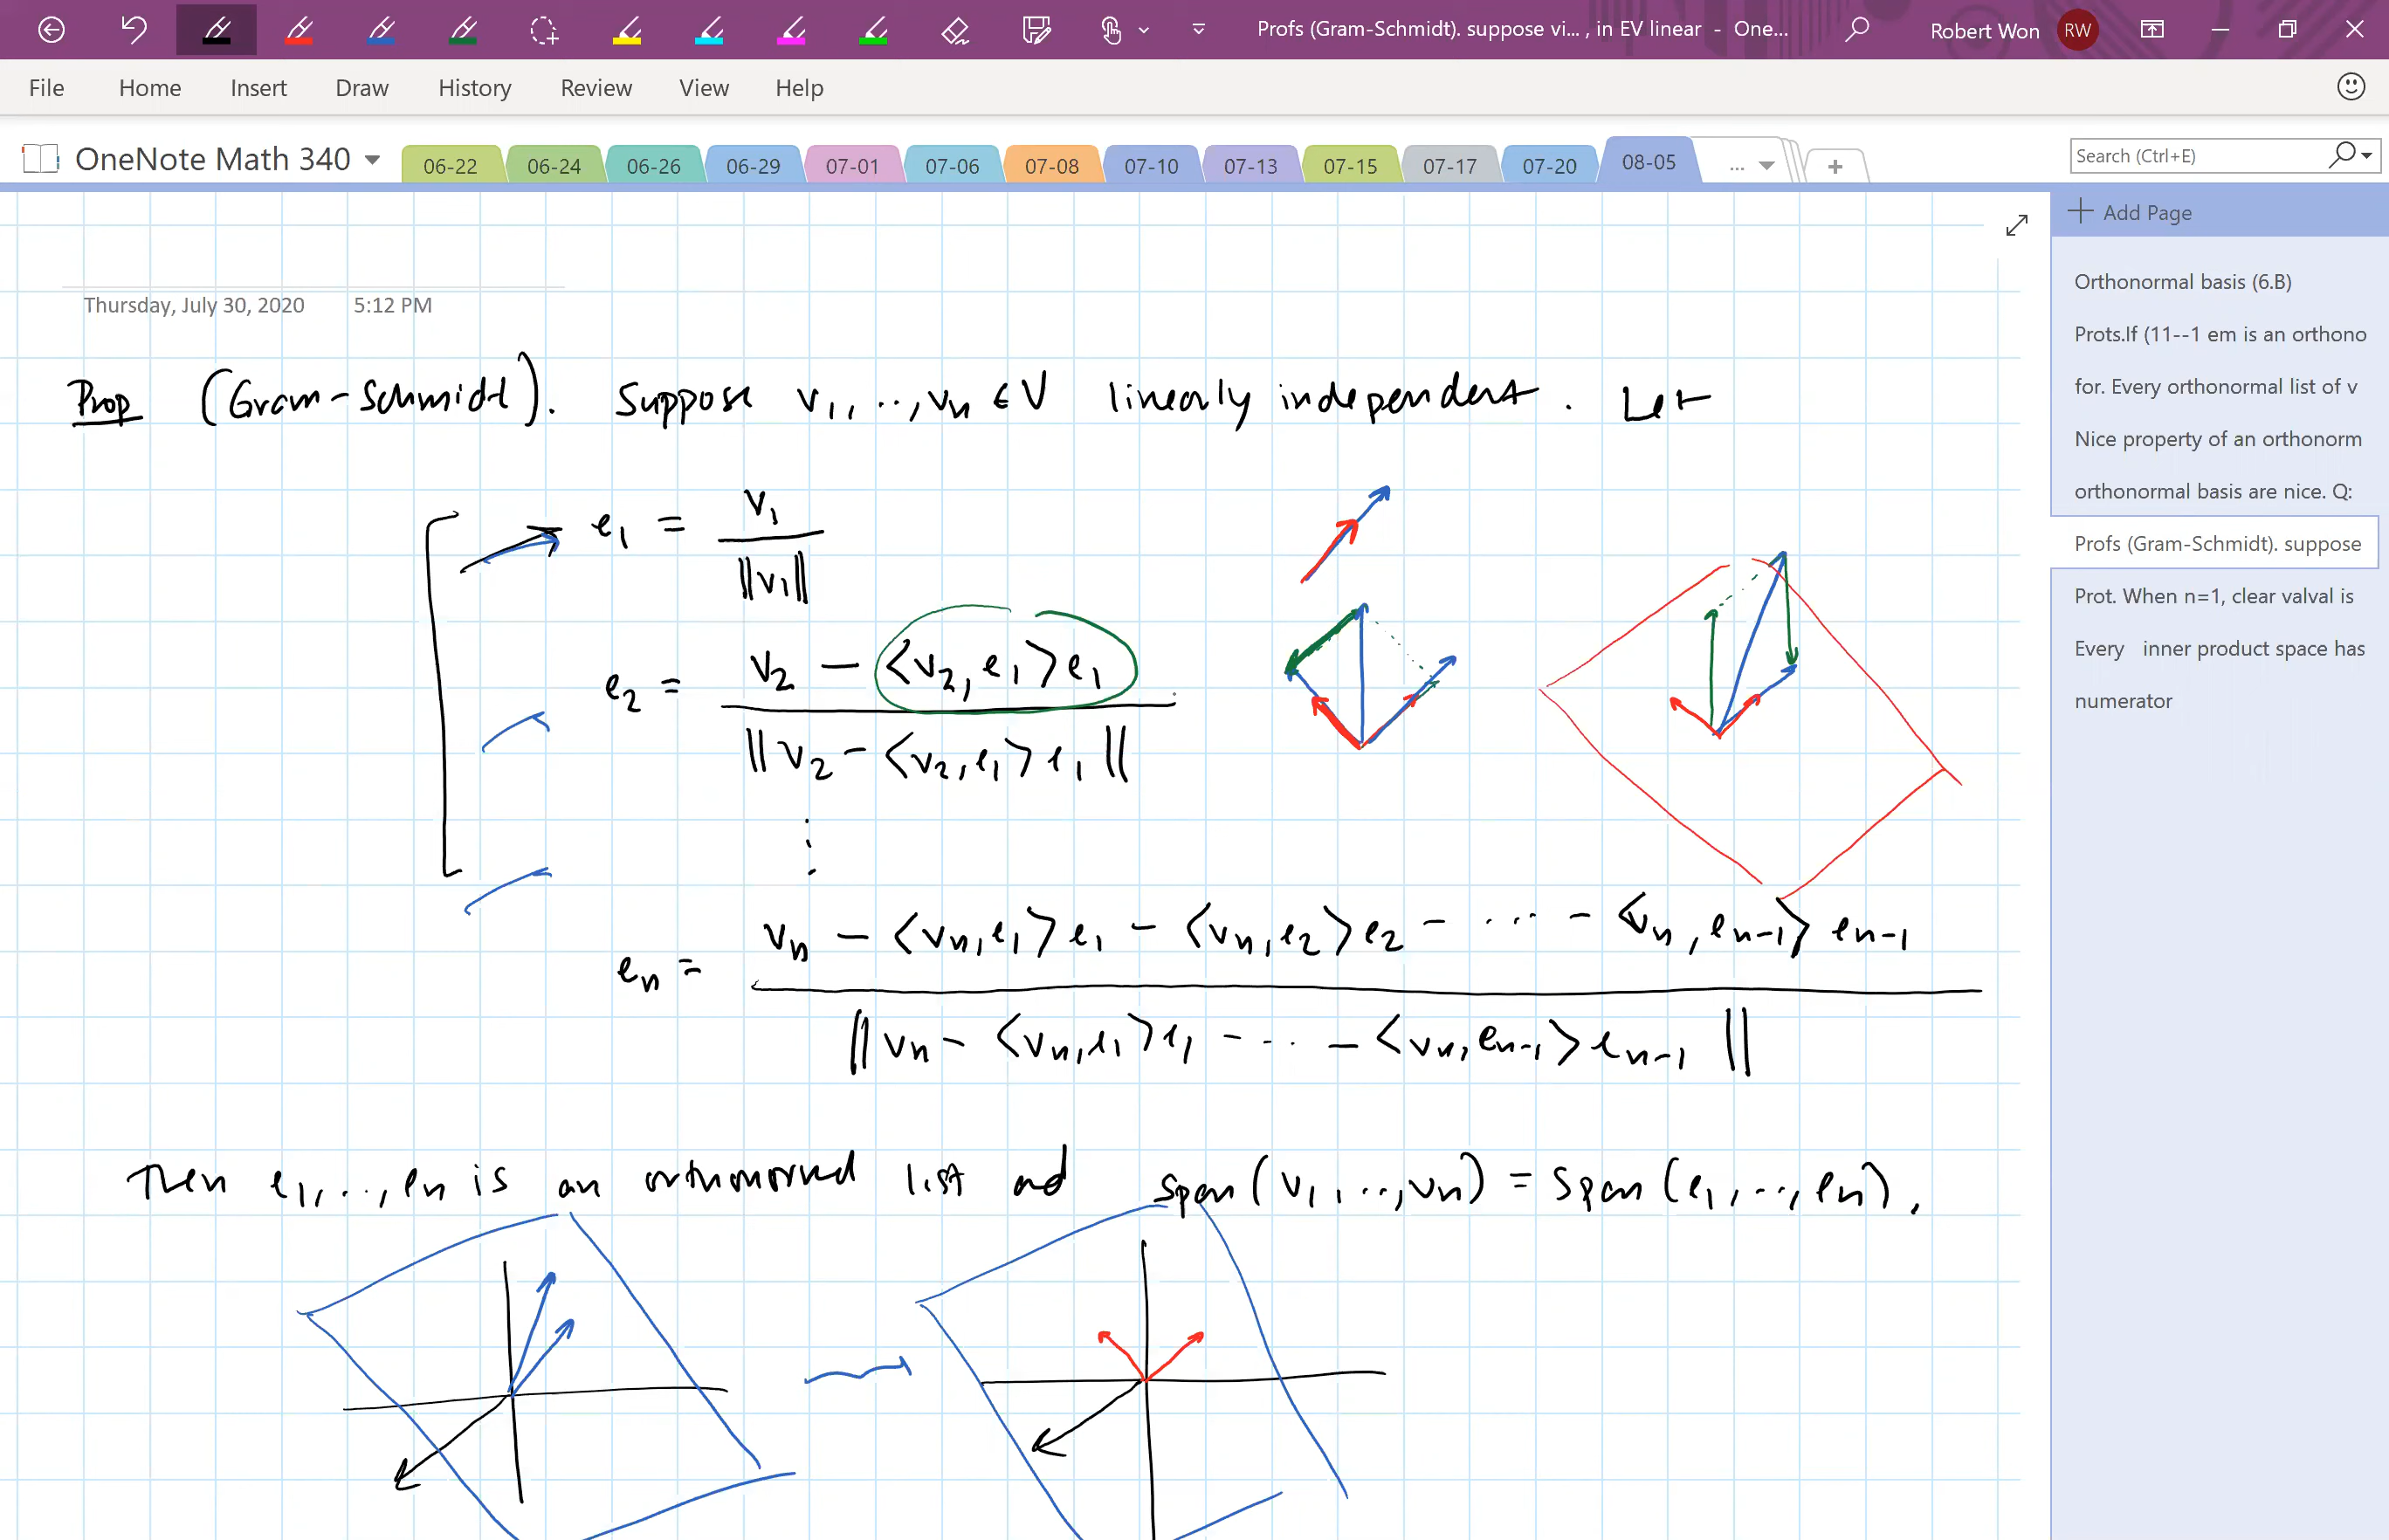 Profs (Gram-Schmidt). suppose vi... , in EV linear - One...
Robert Won RW
File Home Insert Draw History Review View Help
OneNote Math 340 06-22 06-24 06-26 06-29 07-01 07-06 07-08 07-10 07-13 07-15 07-17 07-20 08-05 ... +
Search (Ctrl+E)
Add Page
Orthonormal basis (6.B)
Prots.If (11--1 em is an orthono
for. Every orthonormal list of v
Nice property of an orthonorm
orthonormal basis are nice. Q:
Profs (Gram-Schmidt). suppose
Prot. When n=1, clear valval is
Every inner product space has
numerator
Thursday, July 30, 2020 5:12 PM
Prop (Gram-Schmidt). Suppose v₁, ..., vₙ ∈ V linearly independent. Let
e₁ = v₁ / ||v₁||
e₂ = v₂ - <v₂, e₁>e₁ / ||v₂ - <v₂, e₁>e₁||
⋮
eₙ = vₙ - <vₙ, e₁>e₁ - <vₙ, e₂>e₂ - ... - <vₙ, eₙ₋₁>eₙ₋₁ / ||vₙ - <vₙ, e₁>e₁ - ... - <vₙ, eₙ₋₁>eₙ₋₁||
Then e₁, ..., eₙ is an orthonormal list and span(v₁, ..., vₙ) = span(e₁, ..., eₙ).